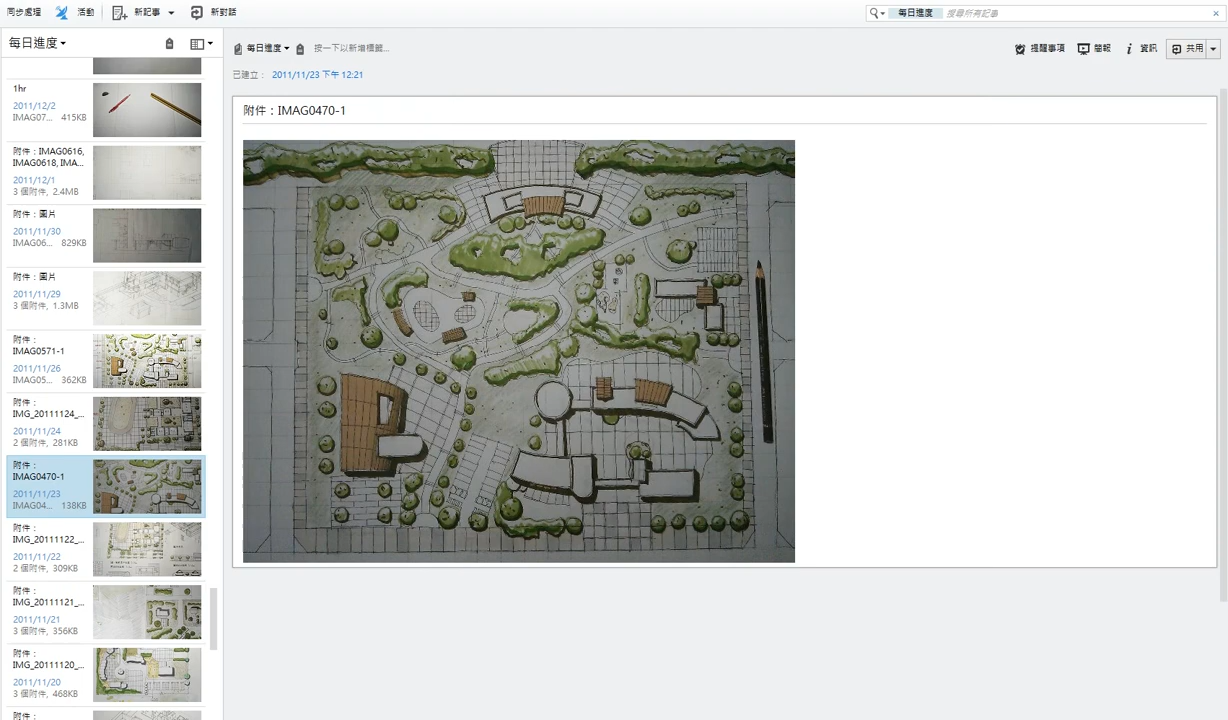 同步處理 活動 新記事 新對話
每日進度 搜尋所有記事
每日進度
每日進度 按一下以新增標籤...
提醒事項 簡報 資訊 共用
已建立： 2011/11/23 下午 12:21
附件：IMAG0470-1
1hr
2011/12/2
IMAG07... 415KB
附件：IMAG0616,
IMAG0618, IMA...
2011/12/1
3 個附件, 2.4MB
附件：圖片
2011/11/30
IMAG06... 829KB
附件：圖片
2011/11/29
3 個附件, 1.3MB
附件：
IMAG0571-1
2011/11/26
IMAG05... 362KB
附件：
IMG_20111124_...
2011/11/24
2 個附件, 281KB
附件：
IMAG0470-1
2011/11/23
IMAG04... 138KB
附件：
IMG_20111122_...
2011/11/22
2 個附件, 309KB
附件：
IMG_20111121_...
2011/11/21
3 個附件, 356KB
附件：
IMG_20111120_...
2011/11/20
3 個附件, 468KB
附件：